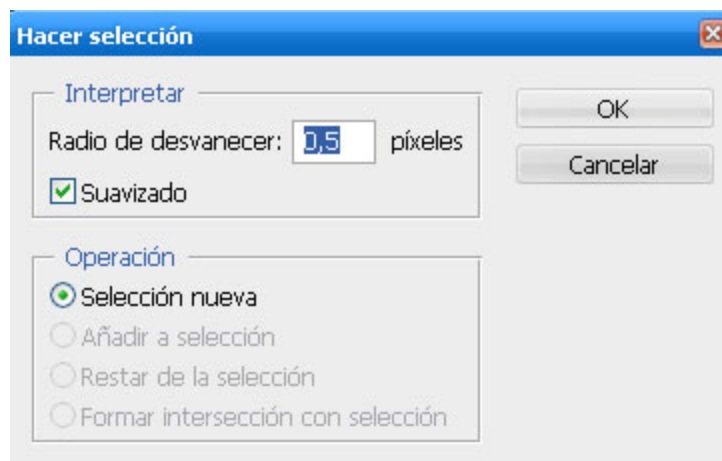 Hacer selección
Interpretar
Radio de desvanecer: 0,5 píxeles
Suavizado
OK
Cancelar
Operación
Selección nueva
Añadir a selección
Restar de la selección
Formar intersección con selección